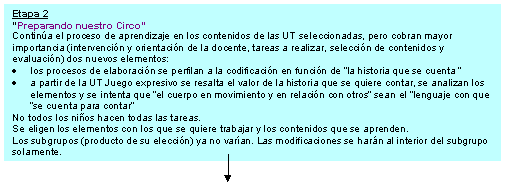 Etapa 2
"Preparando nuestro Circo"
Continúa el proceso de aprendizaje en los contenidos de las UT seleccionadas, pero cobran mayor
importancia (intervención y orientación de la docente, tareas a realizar, selección de contenidos y
evaluación) dos nuevos elementos:
• los procesos de elaboración se perfilan a la codificación en función de "la historia que se cuenta"
• a partir de la UT Juego expresivo se resalta el valor de la historia que se quiere contar, se analizan los
elementos y se intenta que "el cuerpo en movimiento y en relación con otros" sean el "lenguaje con que
"se cuenta para contar"
No todos los niños hacen todas las tareas.
Se eligen los elementos con los que se quiere trabajar y los contenidos que se aprenden.
Los subgrupos (producto de su elección) ya no varían. Las modificaciones se harán al interior del subgrupo
solamente.